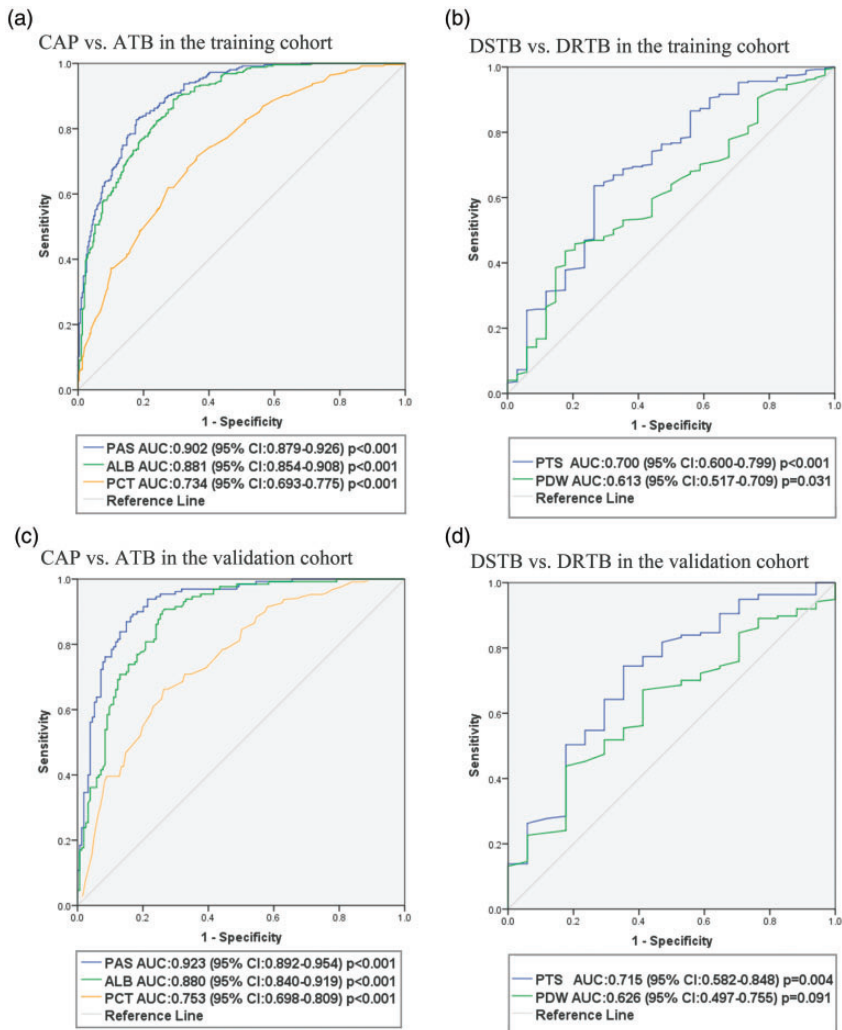 (a)
CAP vs. ATB in the training cohort
1.0
0.8
0.6
0.4
0.2
0.0
Sensitivity
0.0 0.2 0.4 0.6 0.8 1.0
1 - Specificity
PAS AUC:0.902 (95% CI:0.879-0.926) p<0.001
ALB AUC:0.881 (95% CI:0.854-0.908) p<0.001
PCT AUC:0.734 (95% CI:0.693-0.775) p<0.001
Reference Line
(b)
DSTB vs. DRTB in the training cohort
1.0
0.8
0.6
0.4
0.2
0.0
Sensitivity
0.0 0.2 0.4 0.6 0.8 1.0
1 - Specificity
PTS AUC:0.700 (95% CI:0.600-0.799) p<0.001
PDW AUC:0.613 (95% CI:0.517-0.709) p=0.031
Reference Line
(c)
CAP vs. ATB in the validation cohort
1.0
0.8
0.6
0.4
0.2
0.0
Sensitivity
0.0 0.2 0.4 0.6 0.8 1.0
1 - Specificity
PAS AUC:0.923 (95% CI:0.892-0.954) p<0.001
ALB AUC:0.880 (95% CI:0.840-0.919) p<0.001
PCT AUC:0.753 (95% CI:0.698-0.809) p<0.001
Reference Line
(d)
DSTB vs. DRTB in the validation cohort
1.0
0.8
0.6
0.4
0.2
0.0
Sensitivity
0.0 0.2 0.4 0.6 0.8 1.0
1 - Specificity
PTS AUC:0.715 (95% CI:0.582-0.848) p=0.004
PDW AUC:0.626 (95% CI:0.497-0.755) p=0.091
Reference Line